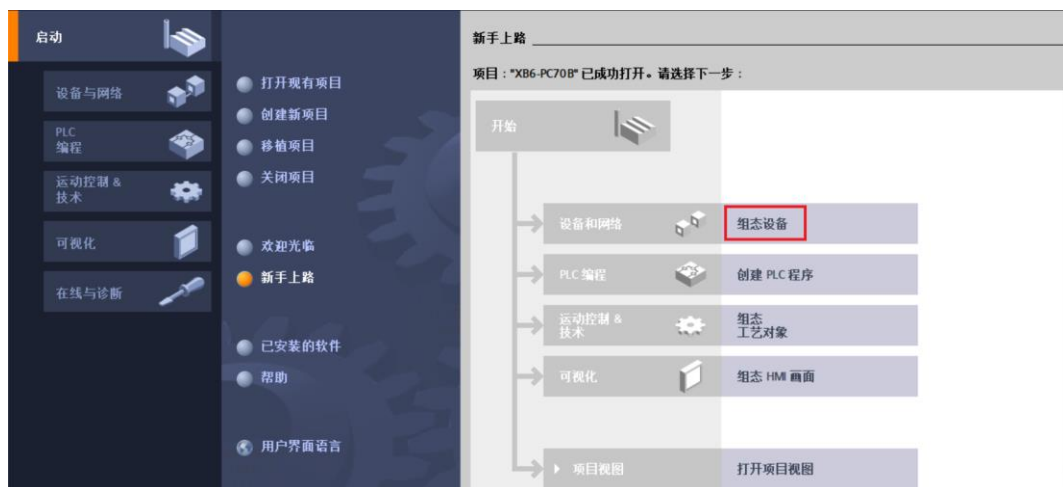 启动
设备与网络
PLC
编程
运动控制 &
技术
可视化
在线与诊断
打开现有项目
创建新项目
移植项目
关闭项目
欢迎光临
新手上路
已安装的软件
帮助
用户界面语言
新手上路
项目："XB6-PC70B" 已成功打开。请选择下一步：
开始
设备和网络
组态设备
PLC 编程
创建 PLC 程序
运动控制 &
技术
组态
工艺对象
可视化
组态 HMI 画面
项目视图
打开项目视图